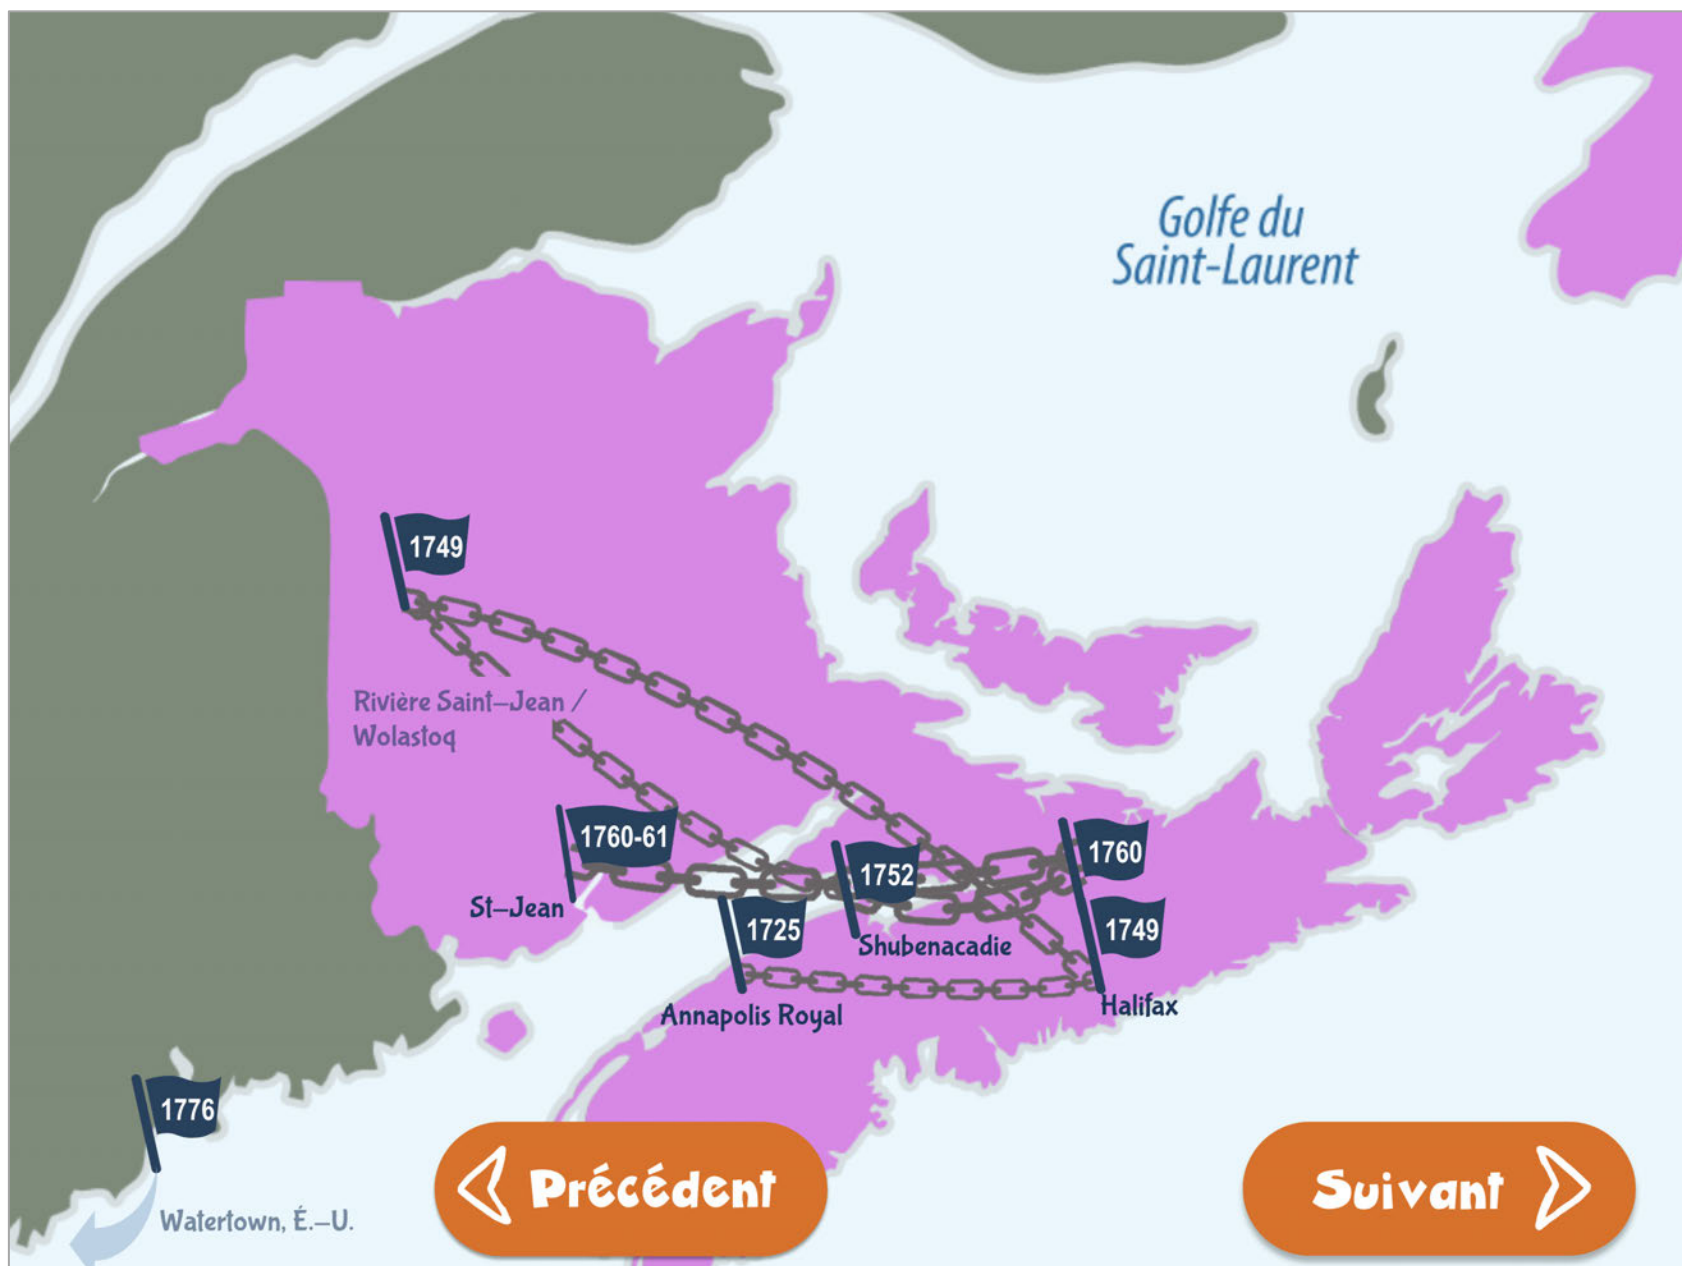 Golfe du
Saint-Laurent
1749
Rivière Saint-Jean /
Wolastoq
1760-61
St-Jean
1752
Shubenacadie
1760
1749
Halifax
1725
Annapolis Royal
1776
Watertown, É.-U.
Précédent
Suivant